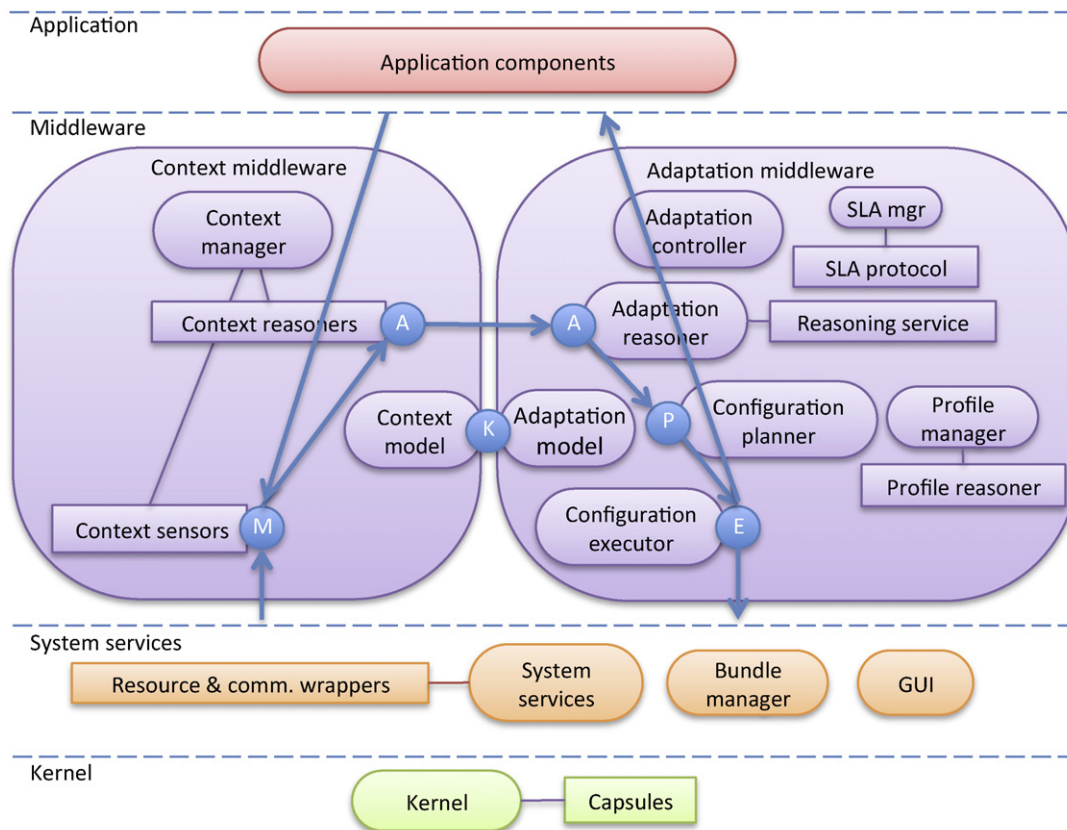 Application
Application components
Middleware
Context middleware
Context
manager
Context reasoners
A
Context
model
K
Context sensors
M
Adaptation middleware
Adaptation
controller
SLA mgr
SLA protocol
A
Adaptation
reasoner
Reasoning service
Adaptation
model
P
Configuration
planner
Profile
manager
Profile reasoner
Configuration
executor
E
System services
Resource & comm. wrappers
System
services
Bundle
manager
GUI
Kernel
Kernel
Capsules